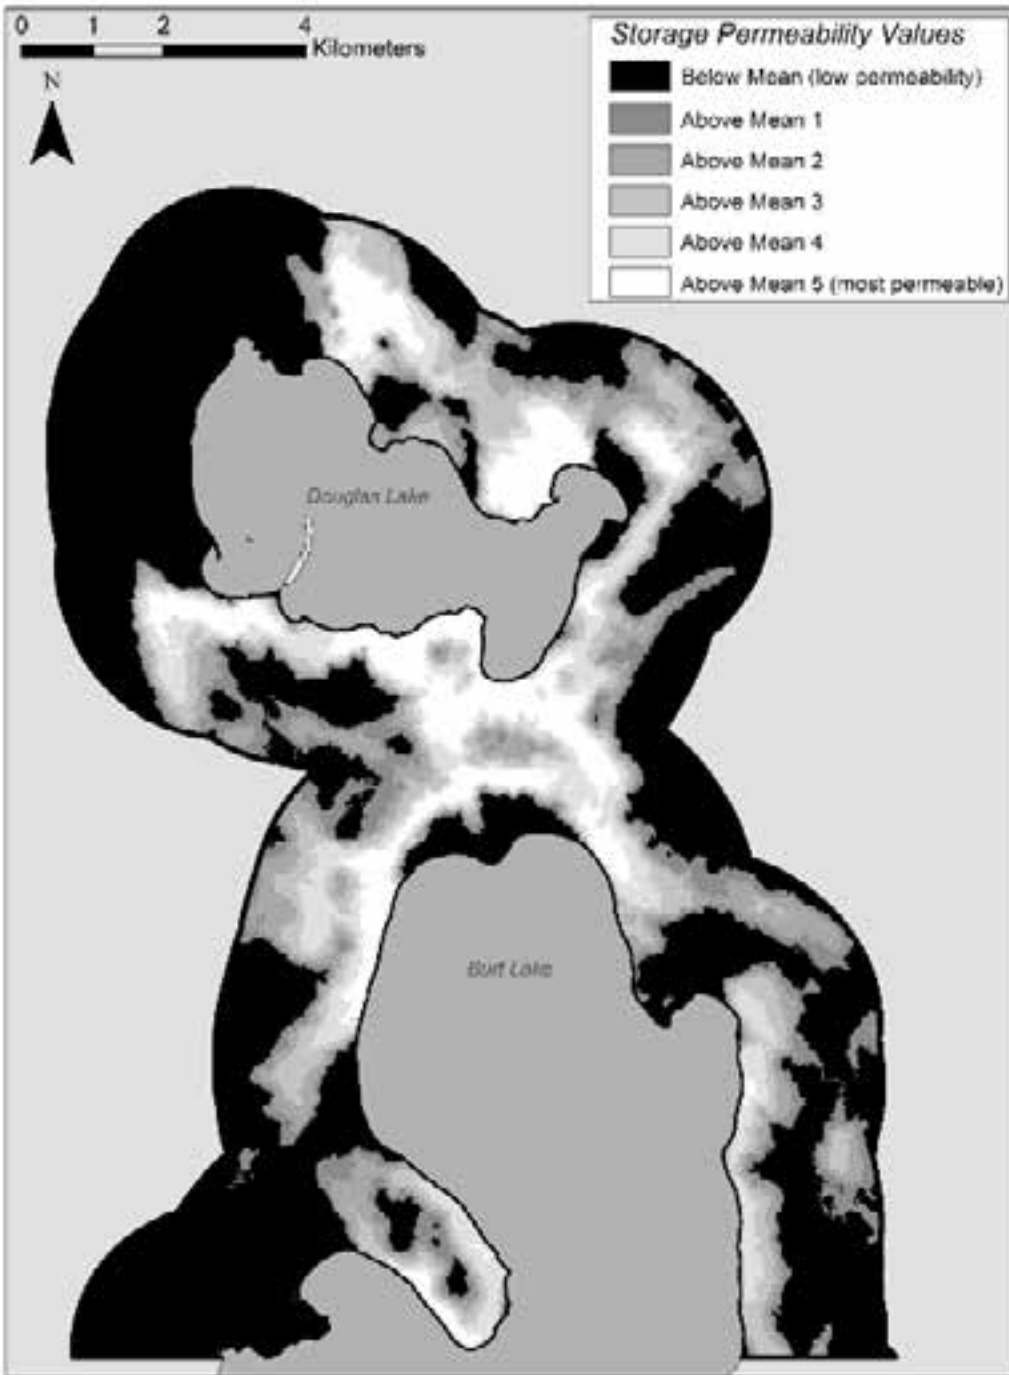 0 1 2 4
Kilometers
N
Storage Permeability Values
Below Mean (low permeability)
Above Mean 1
Above Mean 2
Above Mean 3
Above Mean 4
Above Mean 5 (most permeable)
Douglas Lake
Burt Lake